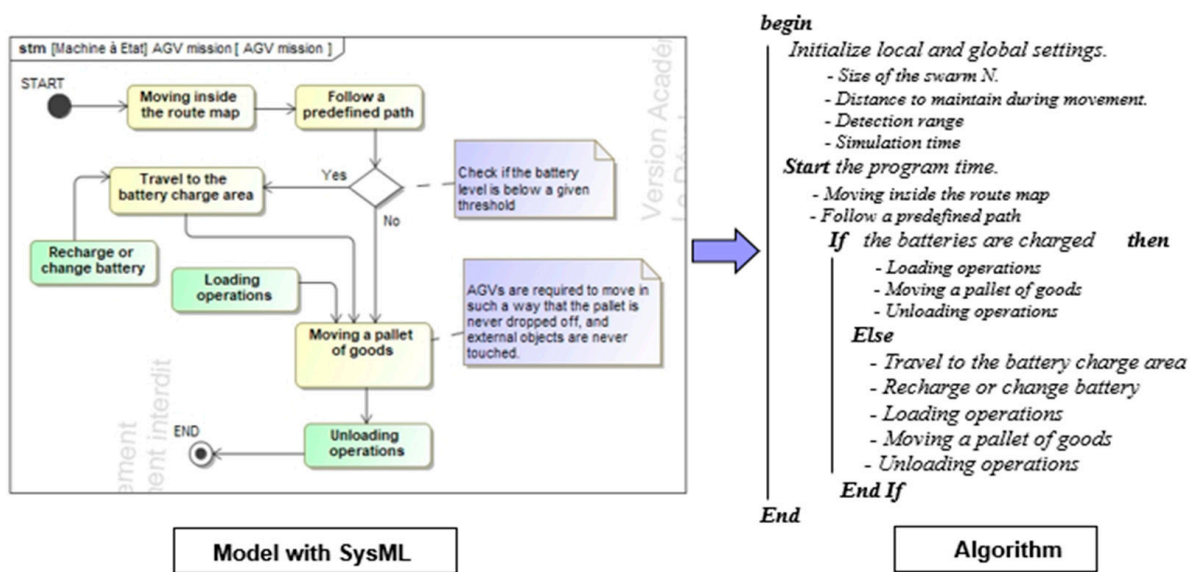 stm [Machine à Etat] AGV mission [ AGV mission ]
START
Moving inside
the route map
Follow a
predefined path
Yes
No
Check if the battery
level is below a given
threshold
Travel to the
battery charge area
Recharge or
change battery
Loading
operations
AGVs are required to move in
such a way that the pallet is
never dropped off, and
external objects are never
touched.
Moving a pallet
of goods
Unloading
operations
END
Version Acadé
ement
ment interdit
Model with SysML
begin
Initialize local and global settings.
- Size of the swarm N.
- Distance to maintain during movement.
- Detection range
- Simulation time
Start the program time.
- Moving inside the route map
- Follow a predefined path
If the batteries are charged then
- Loading operations
- Moving a pallet of goods
- Unloading operations
Else
- Travel to the battery charge area
- Recharge or change battery
- Loading operations
- Moving a pallet of goods
- Unloading operations
End If
End
Algorithm